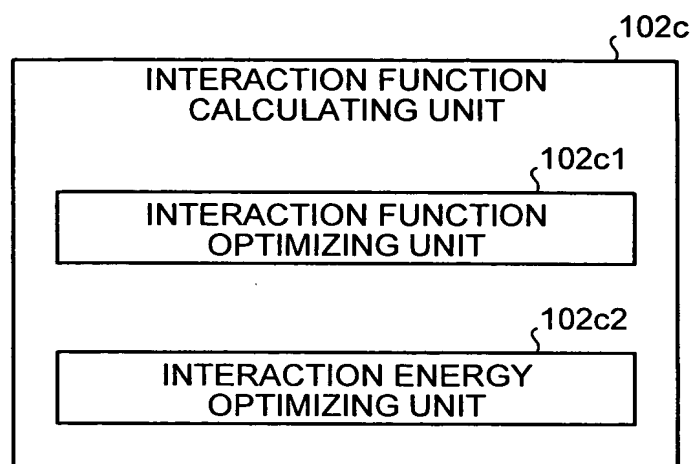 102c
INTERACTION FUNCTION
CALCULATING UNIT
102c1
INTERACTION FUNCTION
OPTIMIZING UNIT
102c2
INTERACTION ENERGY
OPTIMIZING UNIT